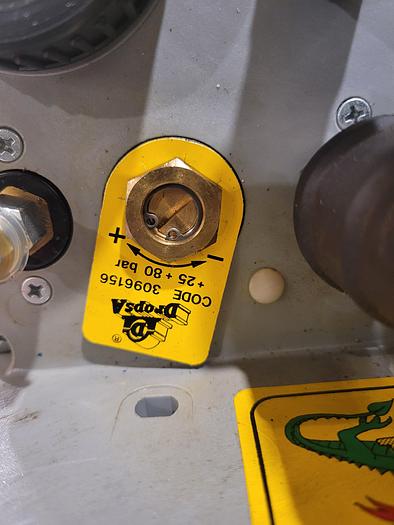 ®
D
DropsA
CODE 3096156
+25 ÷ 80 bar
- +